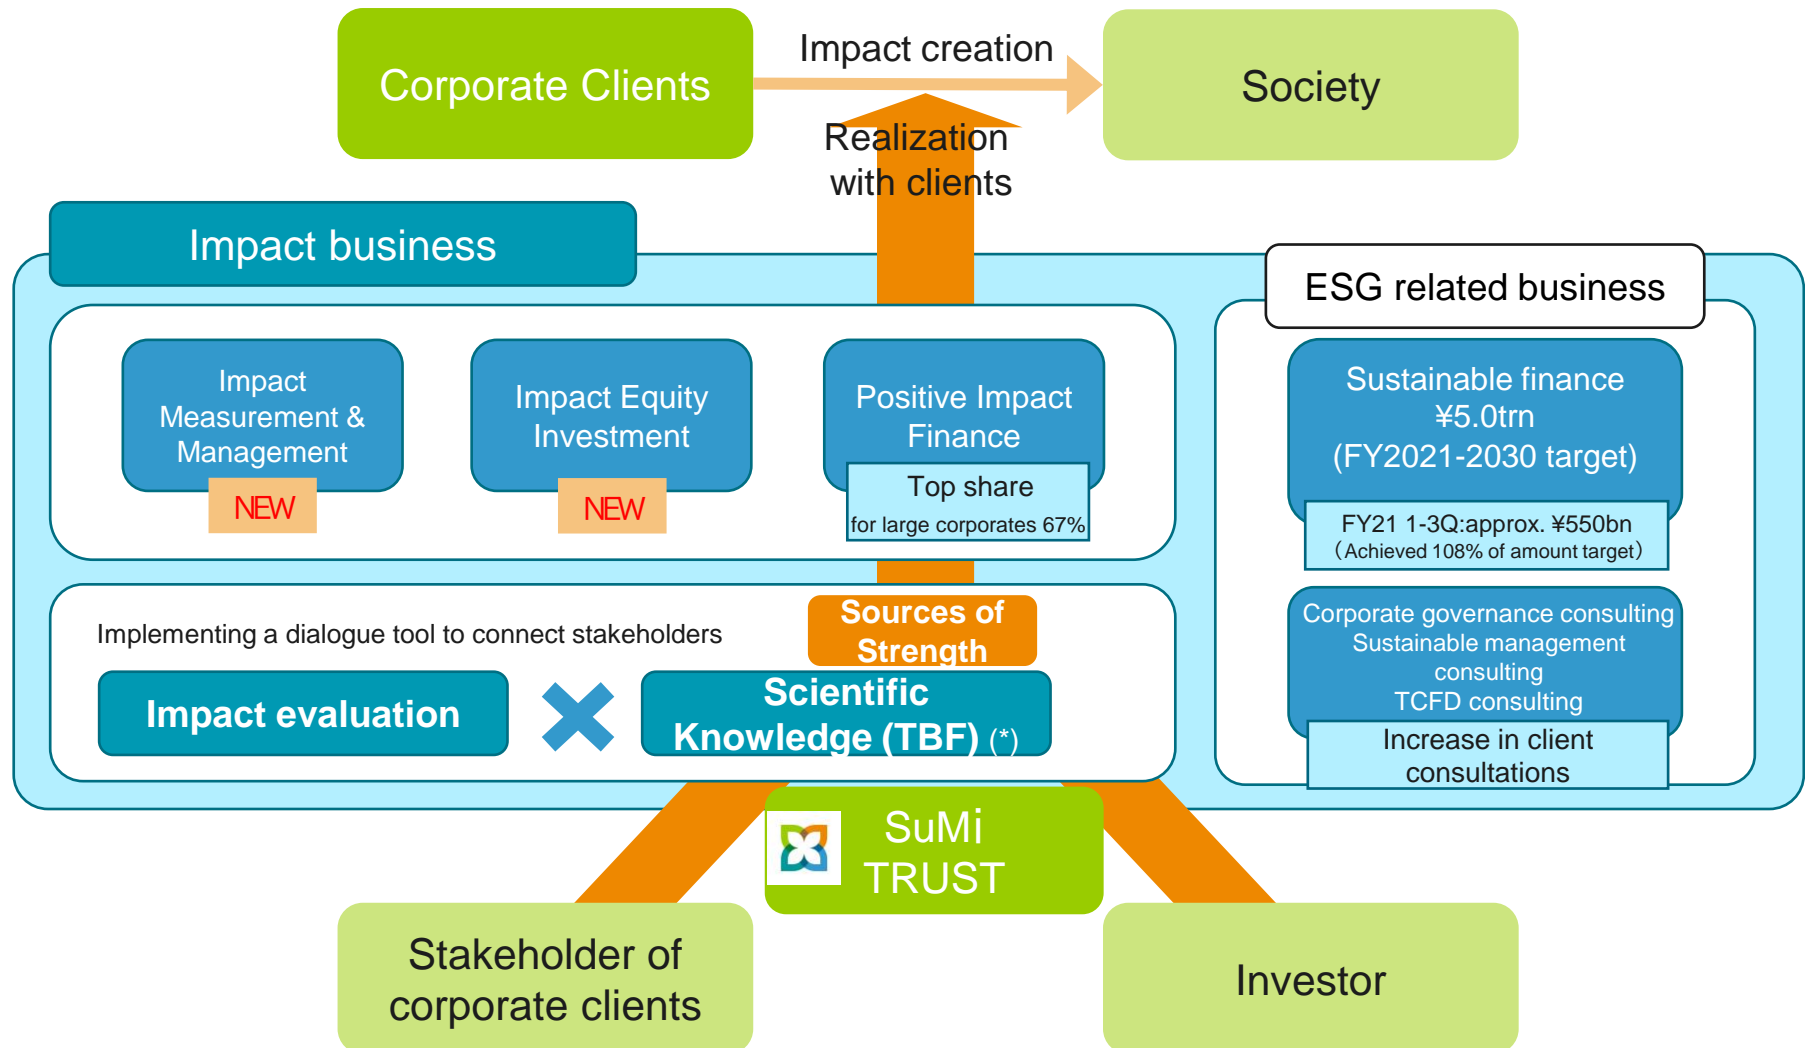 Corporate Clients
Impact creation
Society
Realization
with clients
Impact business
ESG related business
Impact
Measurement &
Management
NEW
Impact Equity
Investment
NEW
Positive Impact
Finance
Top share
for large corporates 67%
Sustainable finance
¥5.0trn
(FY2021-2030 target)
FY21 1-3Q:approx. ¥550bn
（Achieved 108% of amount target）
Corporate governance consulting
Sustainable management
consulting
TCFD consulting
Increase in client
consultations
Sources of
Strength
Implementing a dialogue tool to connect stakeholders
Impact evaluation
Scientific
Knowledge (TBF) (*)
SuMi
TRUST
Stakeholder of
corporate clients
Investor